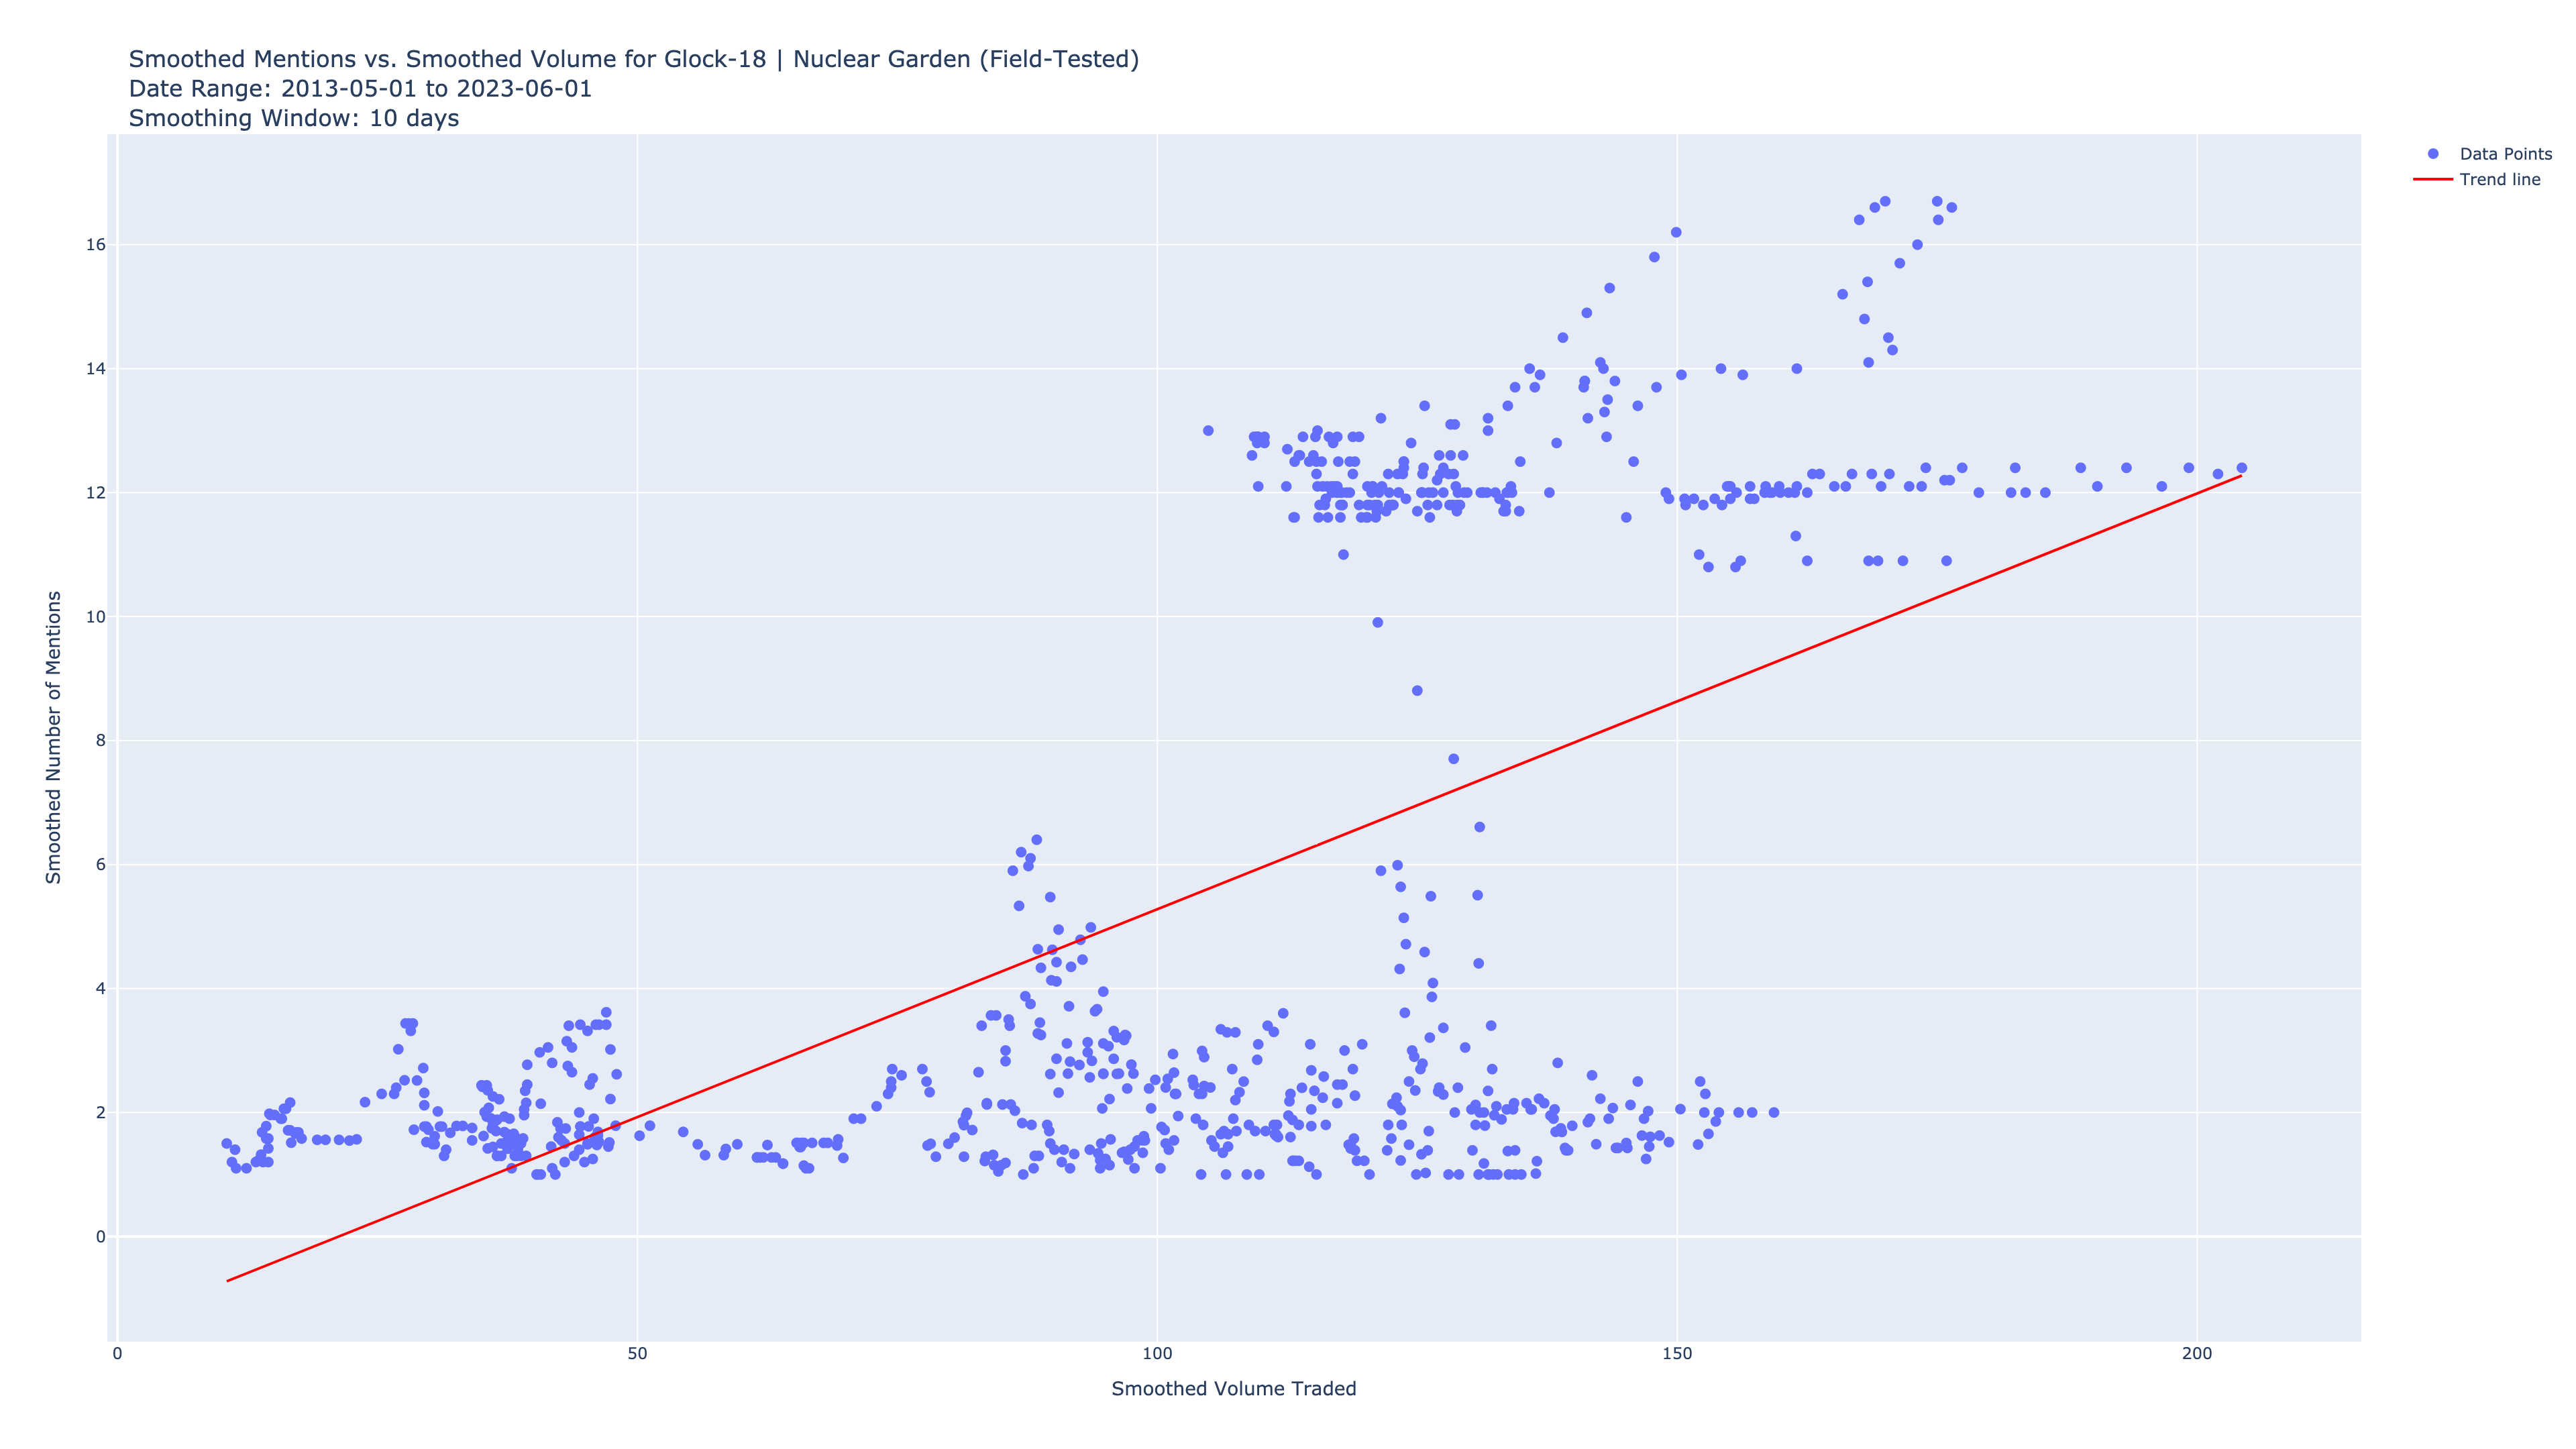 Smoothed Mentions vs. Smoothed Volume for Glock-18 | Nuclear Garden (Field-Tested)
Date Range: 2013-05-01 to 2023-06-01
Smoothing Window: 10 days
Data Points
Trend line
Smoothed Number of Mentions
16
14
12
10
8
6
4
2
0
0 50 100 150 200
Smoothed Volume Traded